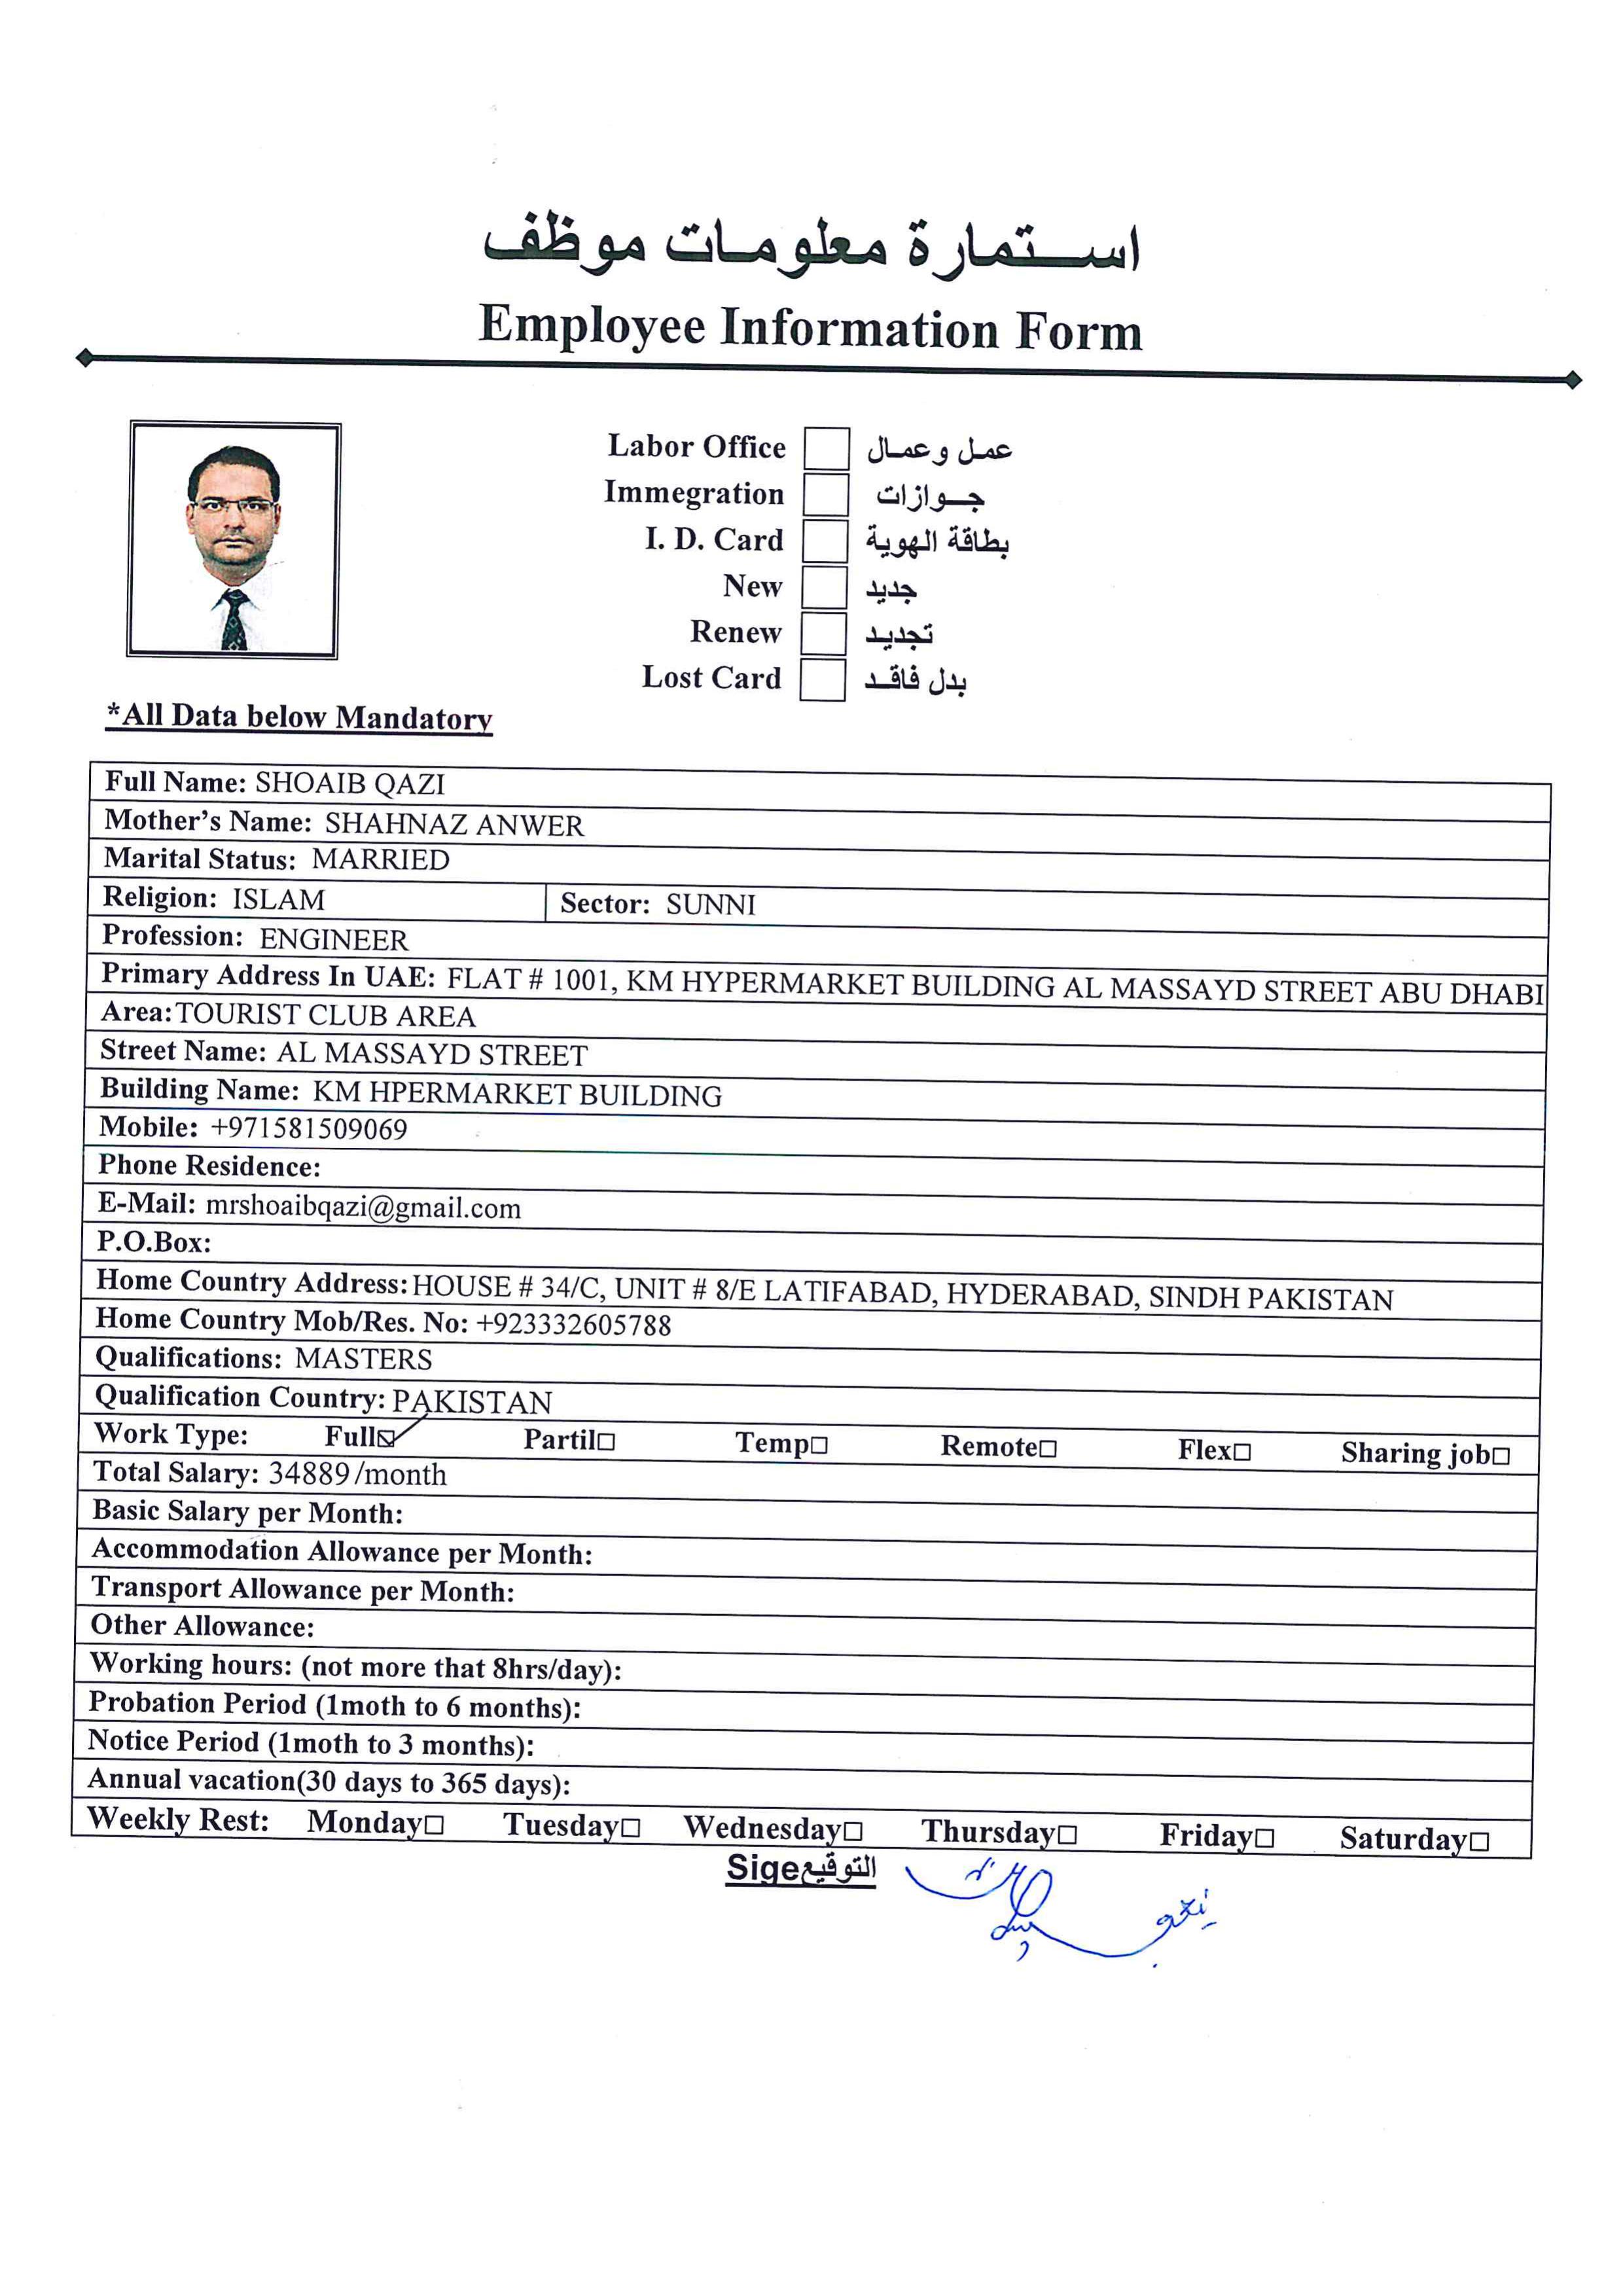 استمارة معلومات موظف
Employee Information Form
Labor Office عمل وعمال
Immegration جوازات
I. D. Card بطاقة الهوية
New جديد
Renew تجديد
Lost Card بدل فاقد
*All Data below Mandatory
Full Name: SHOAIB QAZI
Mother's Name: SHAHNAZ ANWER
Marital Status: MARRIED
Religion: ISLAM Sector: SUNNI
Profession: ENGINEER
Primary Address In UAE: FLAT # 1001, KM HYPERMARKET BUILDING AL MASSAYD STREET ABU DHABI
Area: TOURIST CLUB AREA
Street Name: AL MASSAYD STREET
Building Name: KM HPERMARKET BUILDING
Mobile: +971581509069
Phone Residence:
E-Mail: mrshoaibqazi@gmail.com
P.O.Box:
Home Country Address: HOUSE # 34/C, UNIT # 8/E LATIFABAD, HYDERABAD, SINDH PAKISTAN
Home Country Mob/Res. No: +923332605788
Qualifications: MASTERS
Qualification Country: PAKISTAN
Work Type: Full☒ Partil☐ Temp☐ Remote☐ Flex☐ Sharing job☐
Total Salary: 34889/month
Basic Salary per Month:
Accommodation Allowance per Month:
Transport Allowance per Month:
Other Allowance:
Working hours: (not more that 8hrs/day):
Probation Period (1moth to 6 months):
Notice Period (1moth to 3 months):
Annual vacation(30 days to 365 days):
Weekly Rest: Monday☐ Tuesday☐ Wednesday☐ Thursday☐ Friday☐ Saturday☐
Sigeالتوقيع